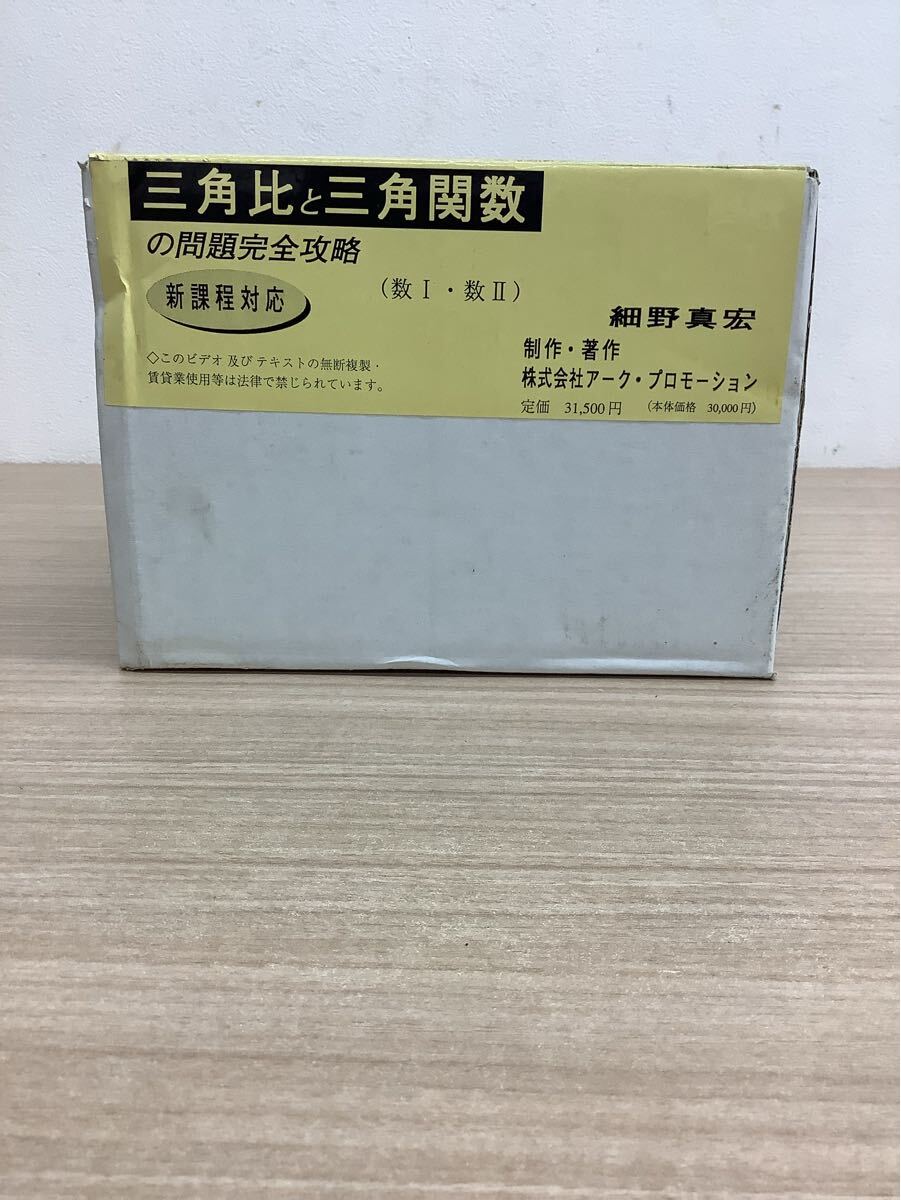 三角比と三角関数
の問題完全攻略
(数Ⅰ・数Ⅱ)
新課程対応
細野真宏
◇このビデオ及びテキストの無断複製・
賃貸業使用等は法律で禁じられています。
制作・著作
株式会社アーク・プロモーション
定価 31,500円 (本体価格 30,000円)